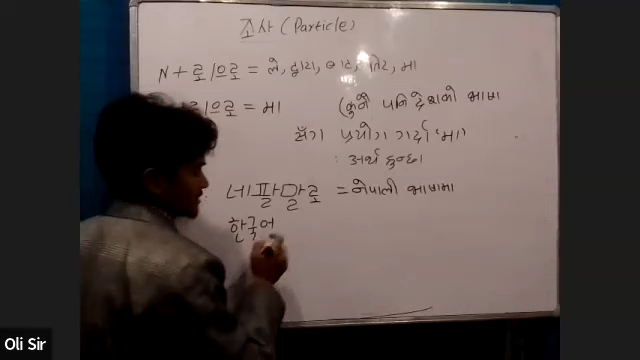 조사 (Particle)
N + 로/으로 = ले, द्वारा, बाट, तिर, मा
로/으로 = मा (कुनै पनि देशको भाषा
सँग प्रयोग गर्दा 'मा'
अर्थ हुन्छ।
네팔말로 = नेपाली भाषामा
한국어
Oli Sir